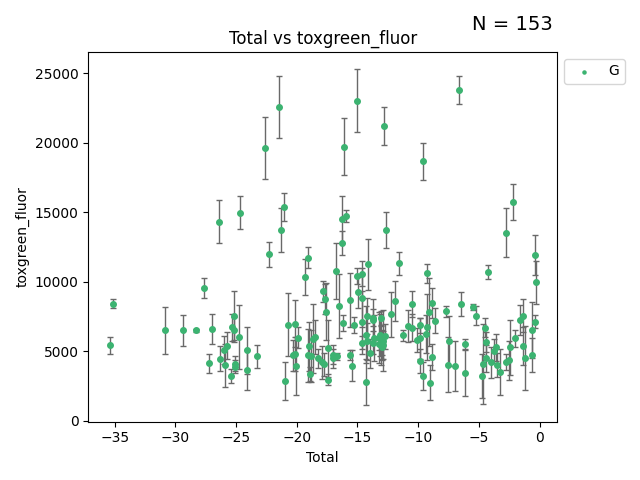 N = 153
Total vs toxgreen_fluor
G
25000
20000
15000
10000
5000
0
toxgreen_fluor
−35 −30 −25 −20 −15 −10 −5 0
Total